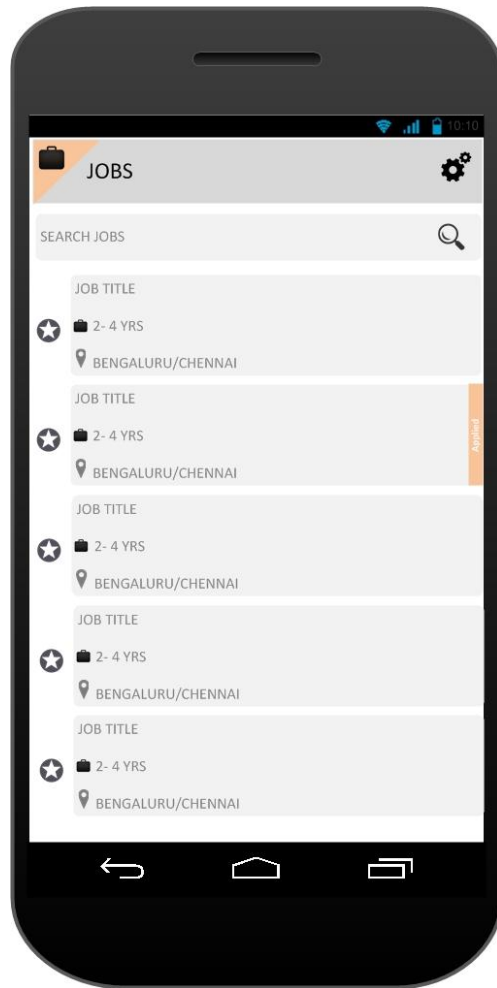 10:10
JOBS
SEARCH JOBS
JOB TITLE
2- 4 YRS
BENGALURU/CHENNAI
JOB TITLE
2- 4 YRS
Applied
BENGALURU/CHENNAI
JOB TITLE
2- 4 YRS
BENGALURU/CHENNAI
JOB TITLE
2- 4 YRS
BENGALURU/CHENNAI
JOB TITLE
2- 4 YRS
BENGALURU/CHENNAI